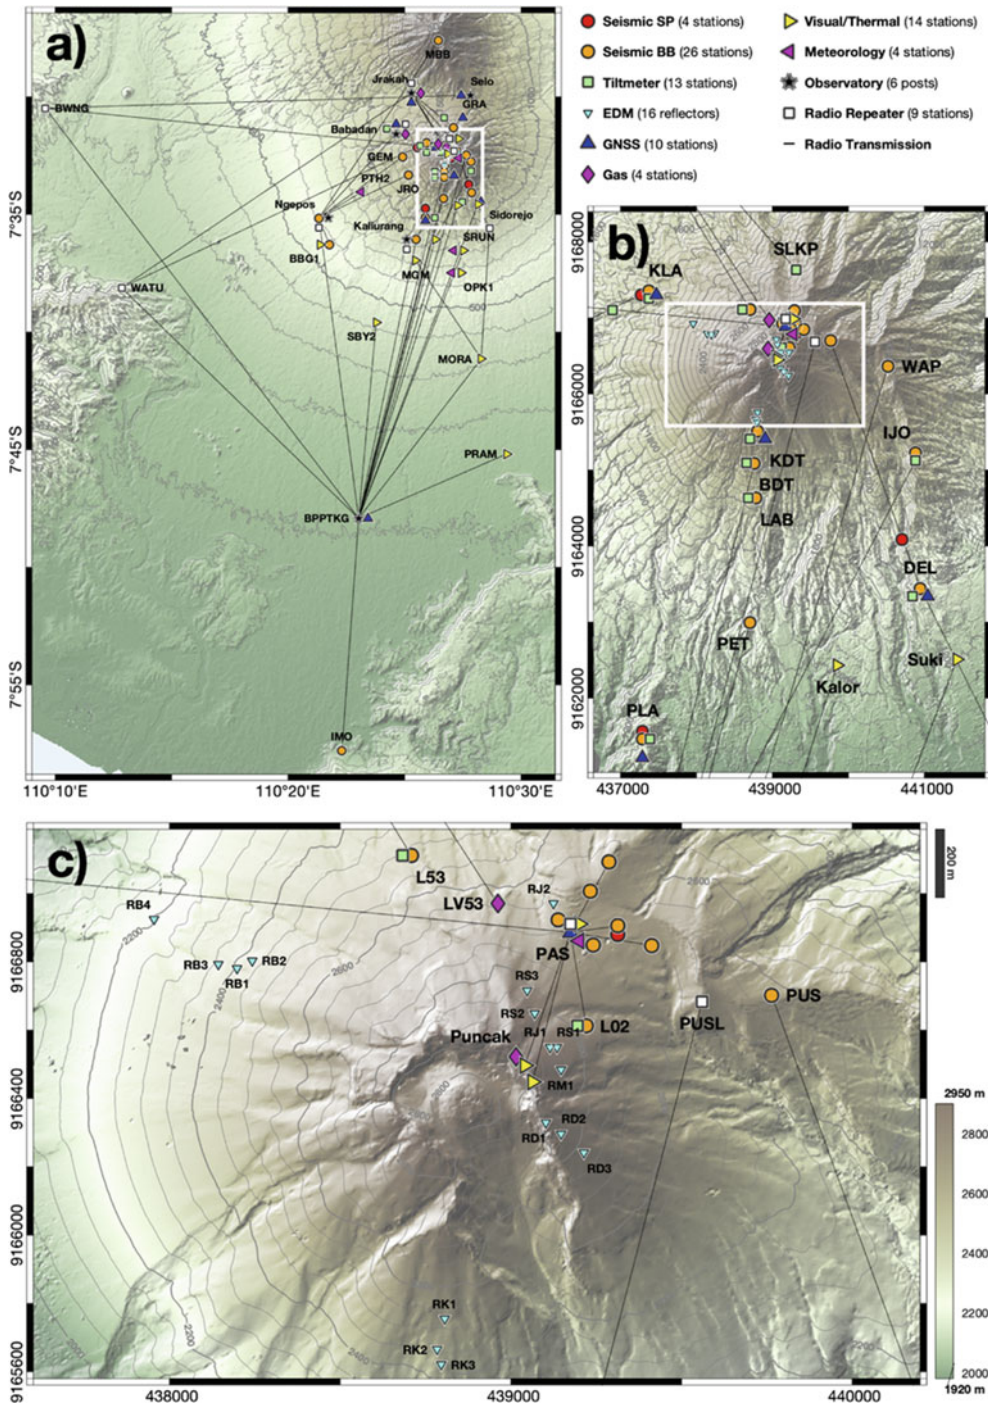 a)
MBB
Jrakah
Selo
GRA
BWNG
Babadan
GEM
PTH2
JRO
Ngepos
Sidorejo
Kaliurang
SRUN
BBG1
MGM
OPK1
WATU
500
SBY2
MORA
PRAM
BPPTKG
IMO
7°35'S
7°45'S
7°55'S
110°10'E
110°20'E
110°30'E
Seismic SP (4 stations)
Seismic BB (26 stations)
Tiltmeter (13 stations)
EDM (16 reflectors)
GNSS (10 stations)
Gas (4 stations)
Visual/Thermal (14 stations)
Meteorology (4 stations)
Observatory (6 posts)
Radio Repeater (9 stations)
Radio Transmission
b)
SLKP
KLA
WAP
IJO
KDT
BDT
LAB
DEL
PET
Suki
Kalor
PLA
9168000
9166000
9164000
9162000
437000
439000
441000
c)
L53
LV53
RJ2
RB4
2200
PAS
RB3
RB2
RB1
2400
2600
RS3
RS2
PUS
PUSL
RJ1
RS1
L02
Puncak
RM1
RD2
RD1
RD3
RK1
RK2
RK3
2200
2400
9166800
9166400
9166000
9165600
438000
439000
440000
200 m
2950 m
2800
2600
2400
2200
2000
1920 m